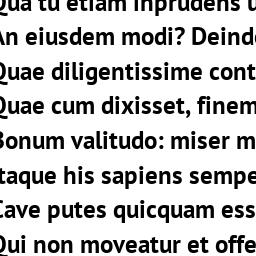 Qua tu etiam inprudens u
An eiusdem modi? Deinde
Quae diligentissime cont
Quae cum dixisset, finem
Bonum valitudo: miser m
Itaque his sapiens sempe
Cave putes quicquam ess
Qui non moveatur et offe